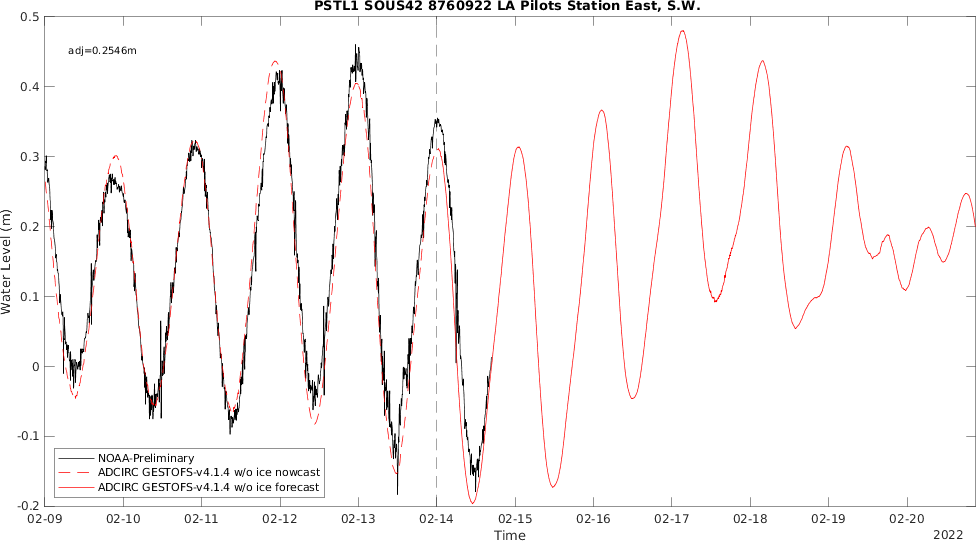 PSTL1 SOUS42 8760922 LA Pilots Station East, S.W.
adj=0.2546m
Water Level (m)
0.5
0.4
0.3
0.2
0.1
0
-0.1
-0.2
NOAA-Preliminary
ADCIRC GESTOFS-v4.1.4 w/o ice nowcast
ADCIRC GESTOFS-v4.1.4 w/o ice forecast
02-09 02-10 02-11 02-12 02-13 02-14 02-15 02-16 02-17 02-18 02-19 02-20
Time
2022